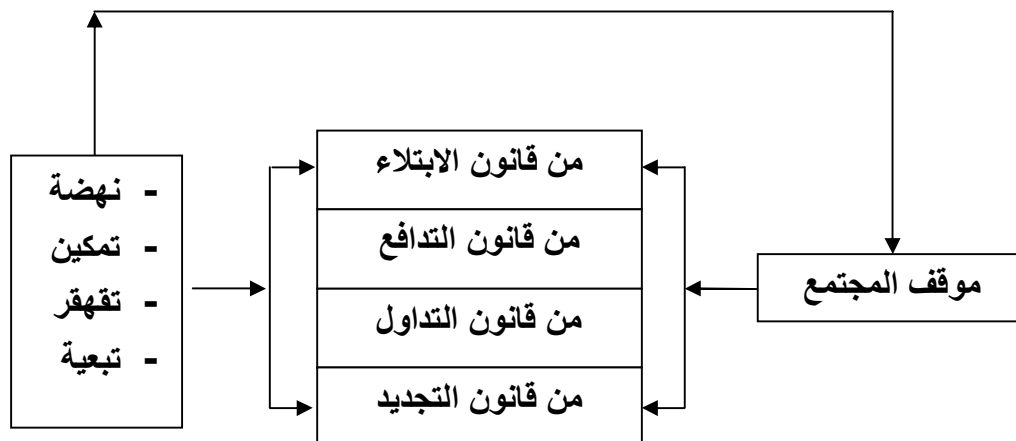 من قانون الابتلاء
من قانون التدافع
من قانون التداول
من قانون التجديد
موقف المجتمع
- نهضة
- تمكين
- تقهقر
- تبعية